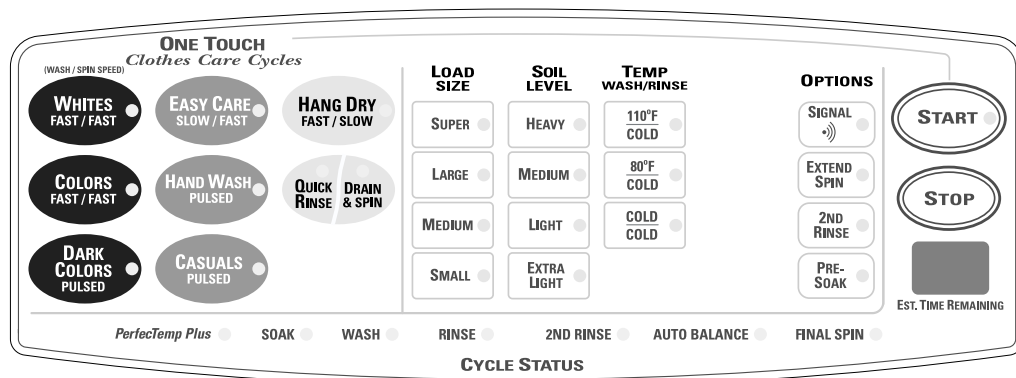 ONE TOUCH
Clothes Care Cycles
(WASH / SPIN SPEED)
WHITES
FAST / FAST
EASY CARE
SLOW / FAST
HANG DRY
FAST / SLOW
COLORS
FAST / FAST
HAND WASH
PULSED
QUICK
RINSE
DRAIN
& SPIN
DARK
COLORS
PULSED
CASUALS
PULSED
LOAD
SIZE
SUPER
LARGE
MEDIUM
SMALL
SOIL
LEVEL
HEAVY
MEDIUM
LIGHT
EXTRA
LIGHT
TEMP
WASH/RINSE
110°F
COLD
80°F
COLD
COLD
COLD
OPTIONS
SIGNAL
EXTEND
SPIN
2ND
RINSE
PRE-
SOAK
START
STOP
EST. TIME REMAINING
PerfecTemp Plus SOAK WASH RINSE 2ND RINSE AUTO BALANCE FINAL SPIN
CYCLE STATUS